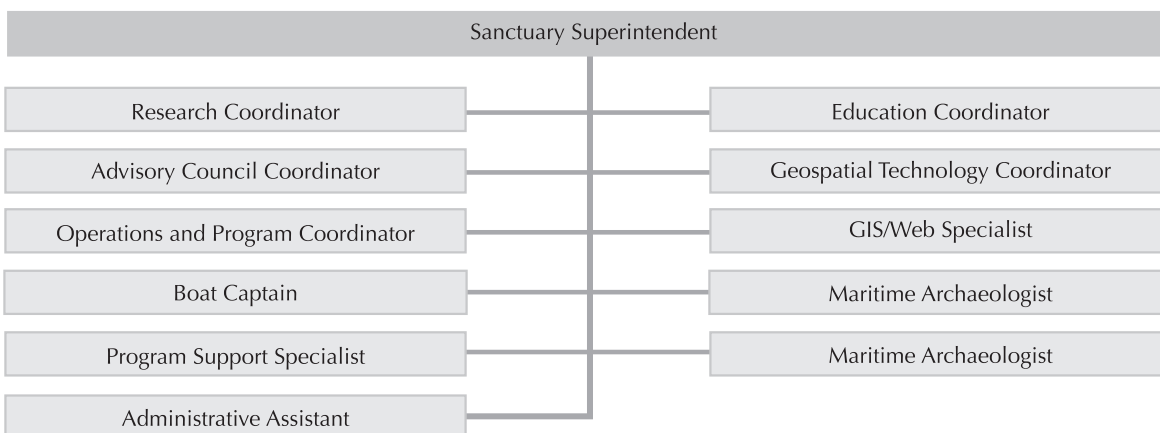 Sanctuary Superintendent
Research Coordinator
Education Coordinator
Advisory Council Coordinator
Geospatial Technology Coordinator
Operations and Program Coordinator
GIS/Web Specialist
Boat Captain
Maritime Archaeologist
Program Support Specialist
Maritime Archaeologist
Administrative Assistant